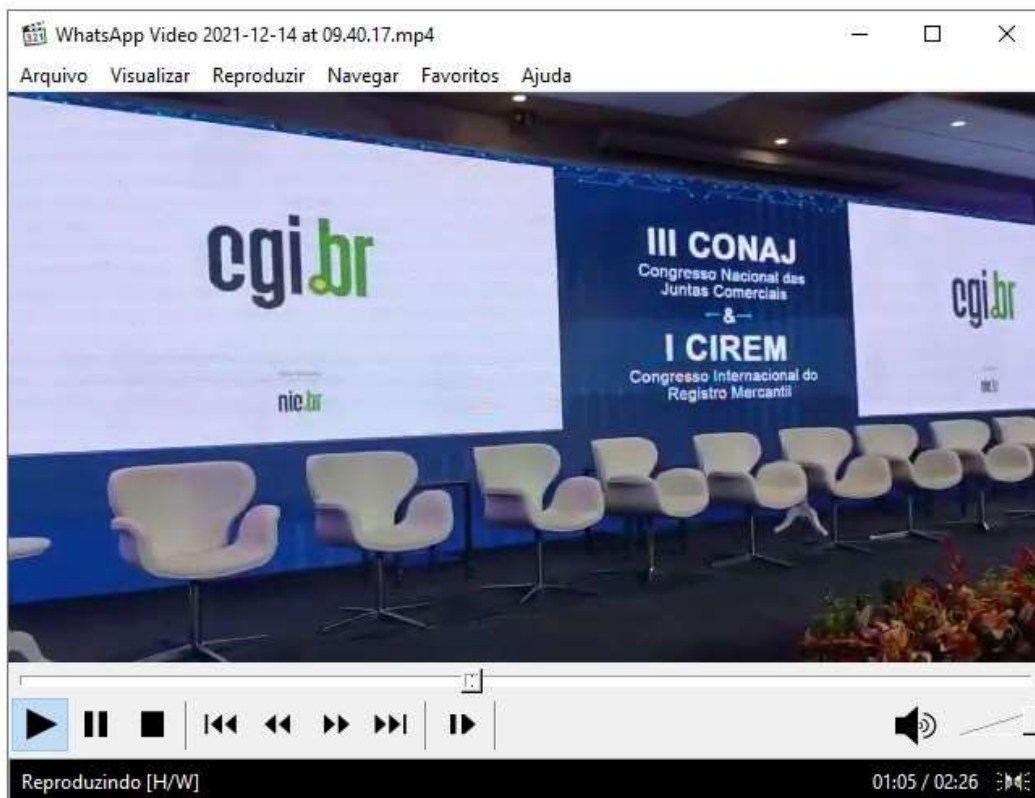 WhatsApp Video 2021-12-14 at 09.40.17.mp4
Arquivo Visualizar Reproduzir Navegar Favoritos Ajuda
cgi.br
nic.br
III CONAJ
Congresso Nacional das
Juntas Comerciais
&
I CIREM
Congresso Internacional do
Registro Mercantil
cgi.br
nic.br
Reproduzindo [H/W]
01:05 / 02:26